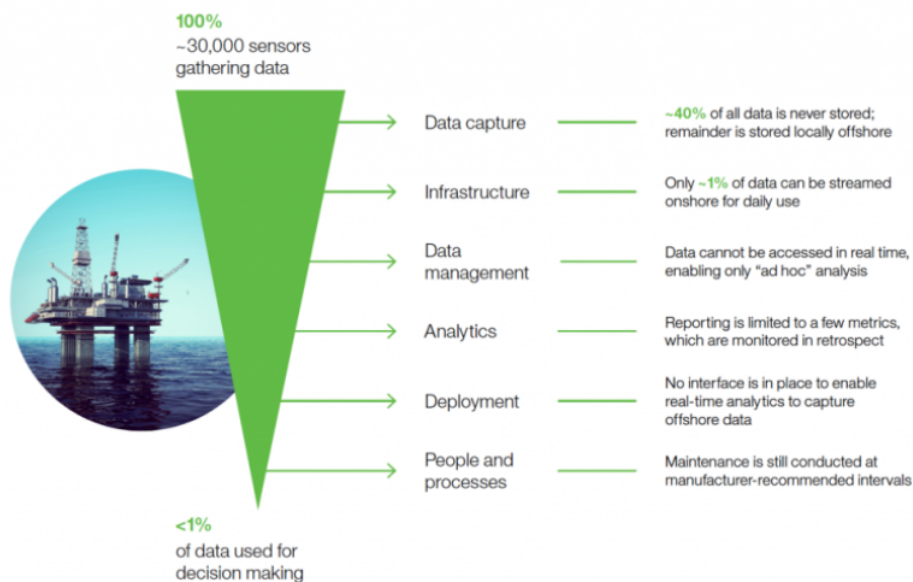 100%
~30,000 sensors
gathering data
Data capture
~40% of all data is never stored;
remainder is stored locally offshore
Infrastructure
Only ~1% of data can be streamed
onshore for daily use
Data
management
Data cannot be accessed in real time,
enabling only “ad hoc” analysis
Analytics
Reporting is limited to a few metrics,
which are monitored in retrospect
Deployment
No interface is in place to enable
real-time analytics to capture
offshore data
People and
processes
Maintenance is still conducted at
manufacturer-recommended intervals
<1%
of data used for
decision making